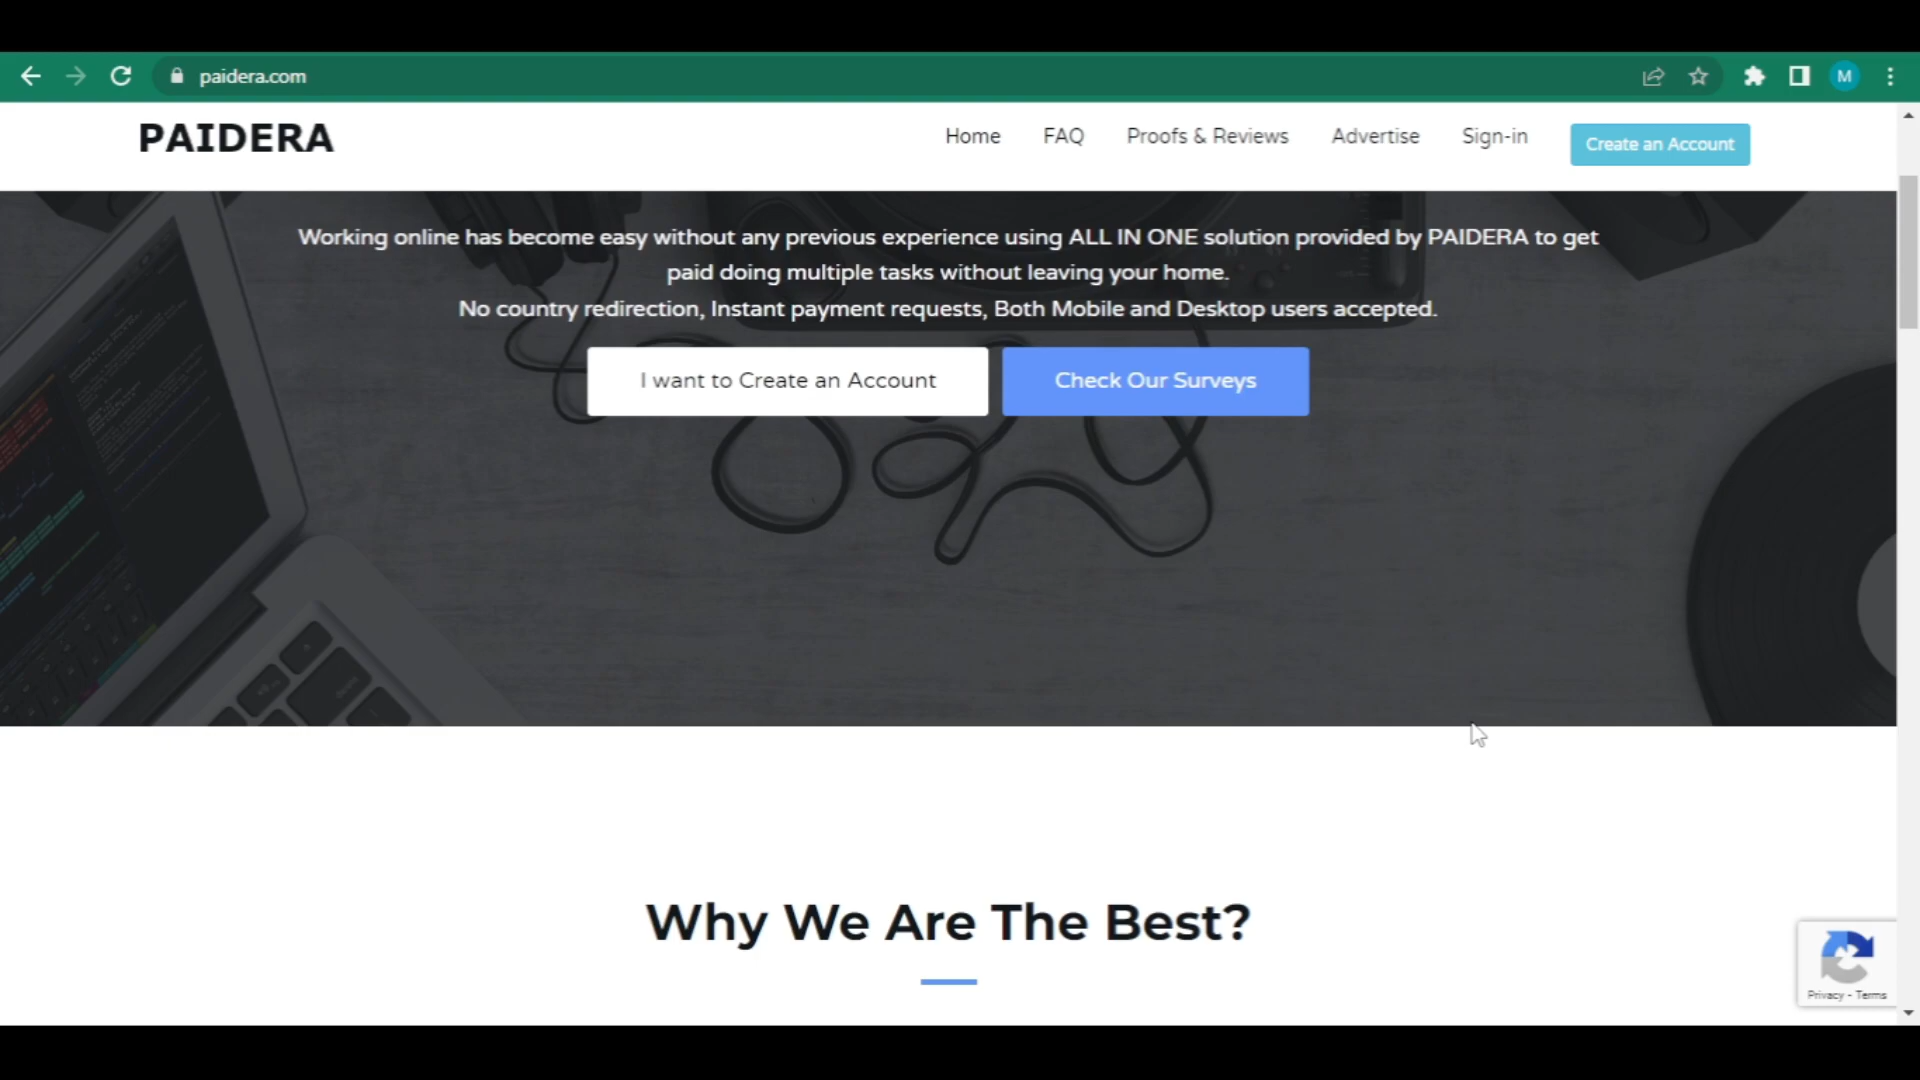 paidera.com
M
PAIDERA
Home FAQ Proofs & Reviews Advertise Sign-in Create an Account
Working online has become easy without any previous experience using ALL IN ONE solution provided by PAIDERA to get
paid doing multiple tasks without leaving your home.
No country redirection, Instant payment requests, Both Mobile and Desktop users accepted.
I want to Create an Account Check Our Surveys
Why We Are The Best?
Privacy - Terms